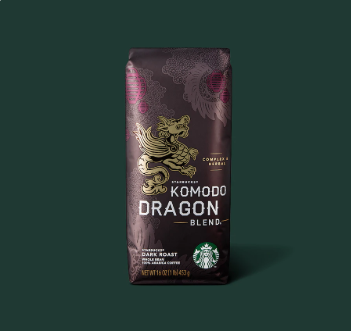 COMPLEX &
STARBUCKS®
KOMODO
DRAGON
BLEND®
STARBUCKS®
DARK ROAST
WHOLE BEAN
100% ARABICA COFFEE
NET WT 16 OZ (1 lb) 453 g